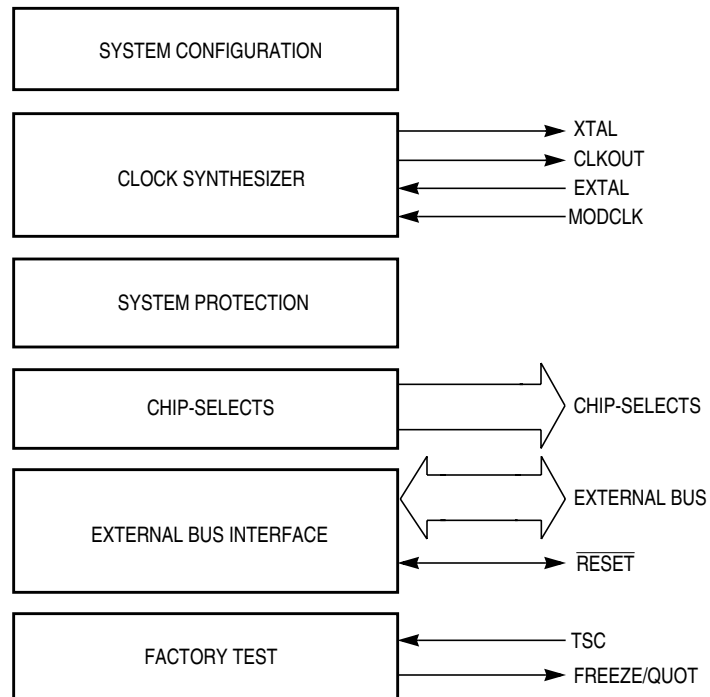 SYSTEM CONFIGURATION
CLOCK SYNTHESIZER
XTAL
CLKOUT
EXTAL
MODCLK
SYSTEM PROTECTION
CHIP-SELECTS
CHIP-SELECTS
EXTERNAL BUS INTERFACE
EXTERNAL BUS
RESET
FACTORY TEST
TSC
FREEZE/QUOT